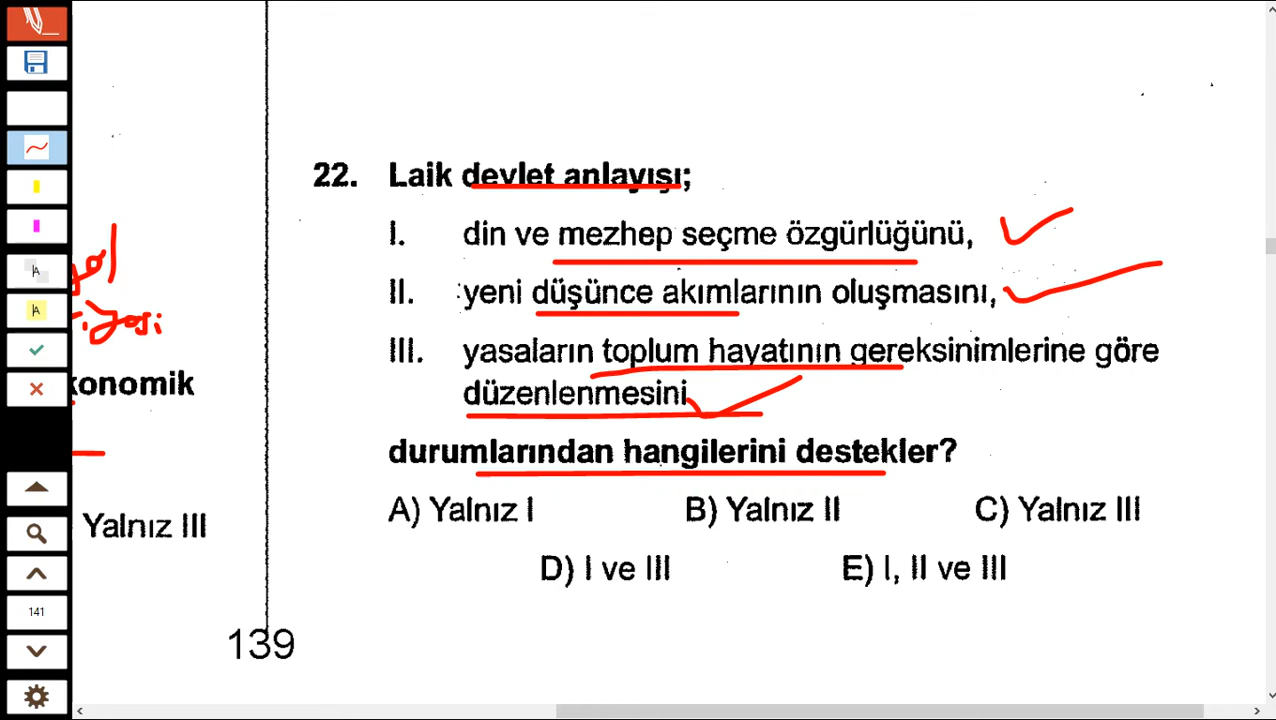 22. Laik devlet anlayışı;
I. din ve mezhep seçme özgürlüğünü,
II. yeni düşünce akımlarının oluşmasını,
III. yasaların toplum hayatının gereksinimlerine göre
düzenlenmesini
durumlarından hangilerini destekler?
A) Yalnız I B) Yalnız II C) Yalnız III
D) I ve III E) I, II ve III
konomik
Yalnız III
139
141